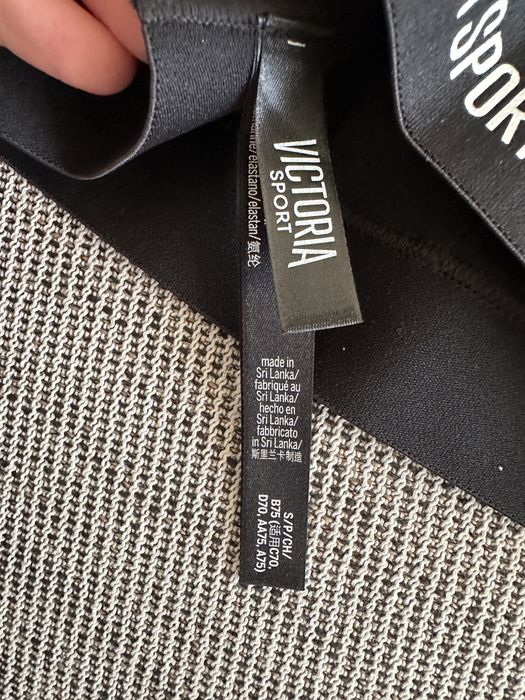 SPORT
VICTORIA
SPORT
/elastano/elastan/氨纶
made in
Sri Lanka/
fabriqué au
Sri Lanka/
hecho en
Sri Lanka/
fabbricato
in Sri Lanka/
斯里兰卡制造
S/P/CH/
B75 (适用C70,
D70, AA75, A75)